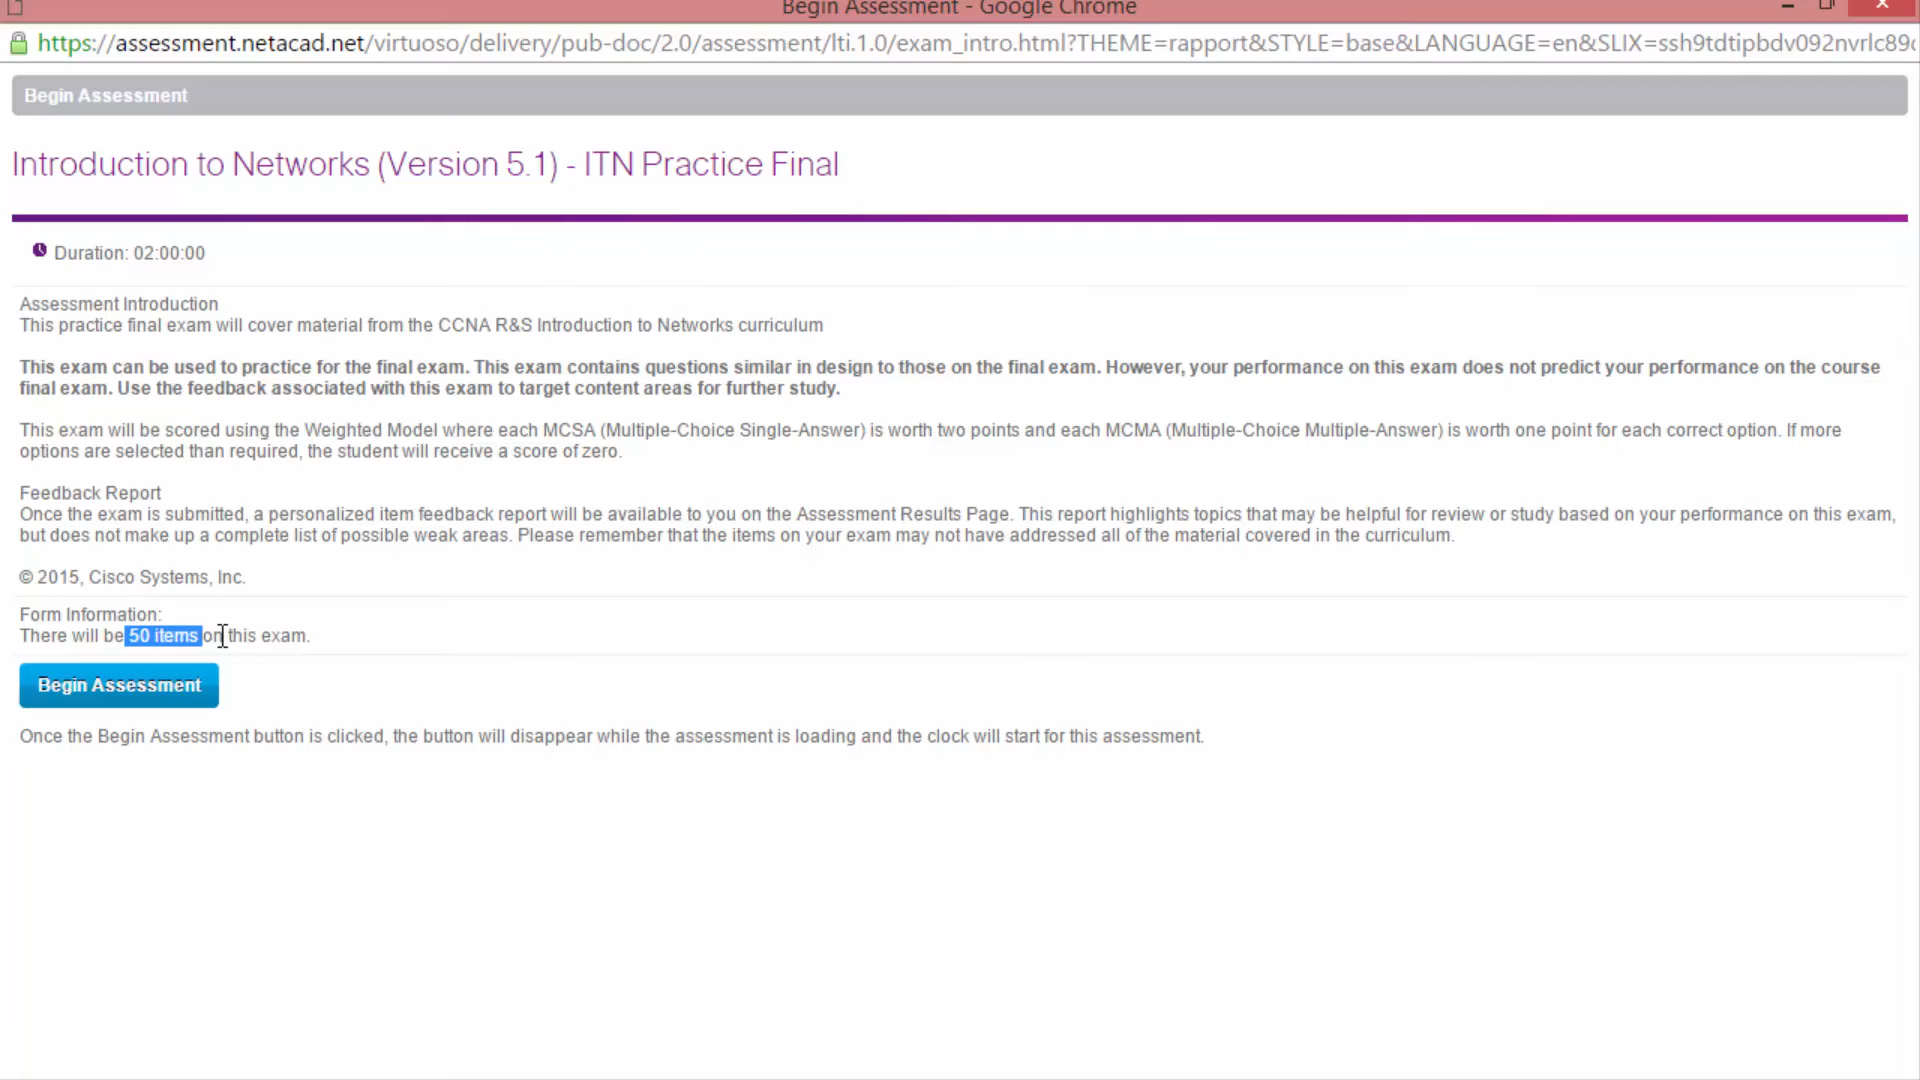 Begin Assessment - Google Chrome
https://assessment.netacad.net/virtuoso/delivery/pub-doc/2.0/assessment/lti.1.0/exam_intro.html?THEME=rapport&STYLE=base&LANGUAGE=en&SLIX=ssh9tdtipbdv092nvrlc89
Begin Assessment
Introduction to Networks (Version 5.1) - ITN Practice Final
Duration: 02:00:00
Assessment Introduction
This practice final exam will cover material from the CCNA R&S Introduction to Networks curriculum
This exam can be used to practice for the final exam. This exam contains questions similar in design to those on the final exam. However, your performance on this exam does not predict your performance on the course
final exam. Use the feedback associated with this exam to target content areas for further study.
This exam will be scored using the Weighted Model where each MCSA (Multiple-Choice Single-Answer) is worth two points and each MCMA (Multiple-Choice Multiple-Answer) is worth one point for each correct option. If more
options are selected than required, the student will receive a score of zero.
Feedback Report
Once the exam is submitted, a personalized item feedback report will be available to you on the Assessment Results Page. This report highlights topics that may be helpful for review or study based on your performance on this exam,
but does not make up a complete list of possible weak areas. Please remember that the items on your exam may not have addressed all of the material covered in the curriculum.
© 2015, Cisco Systems, Inc.
Form Information:
There will be 50 items on this exam.
Begin Assessment
Once the Begin Assessment button is clicked, the button will disappear while the assessment is loading and the clock will start for this assessment.